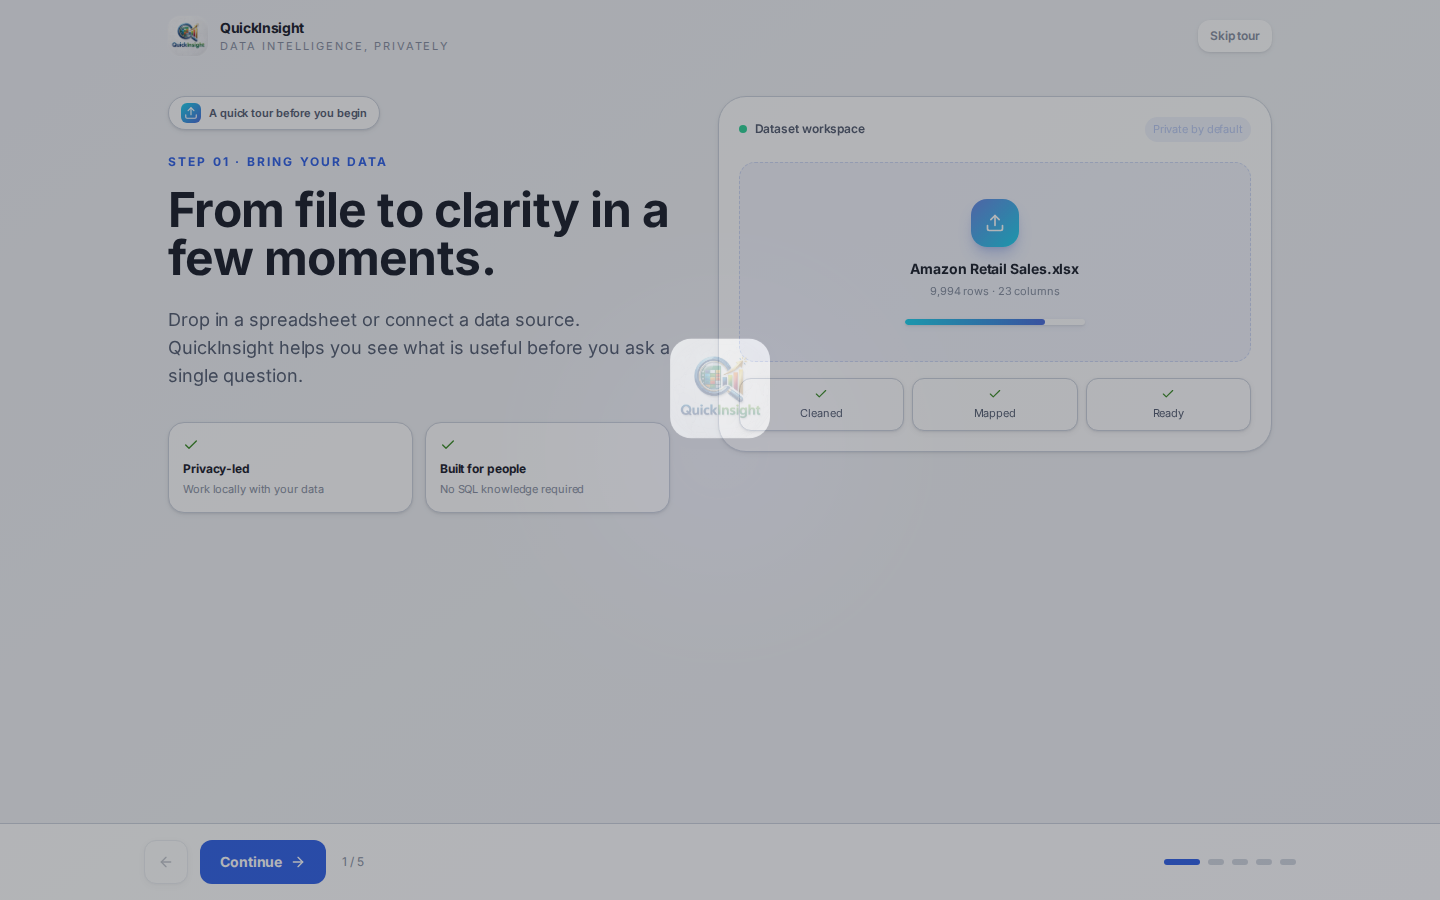 QuickInsight
DATA INTELLIGENCE, PRIVATELY
Skip tour
A quick tour before you begin
STEP 01 · BRING YOUR DATA
From file to clarity in a
few moments.
Drop in a spreadsheet or connect a data source.
QuickInsight helps you see what is useful before you ask a
single question.
Privacy-led
Work locally with your data
Built for people
No SQL knowledge required
Dataset workspace
Private by default
Amazon Retail Sales.xlsx
9,994 rows · 23 columns
Cleaned
Mapped
Ready
QuickInsight
Continue
1 / 5